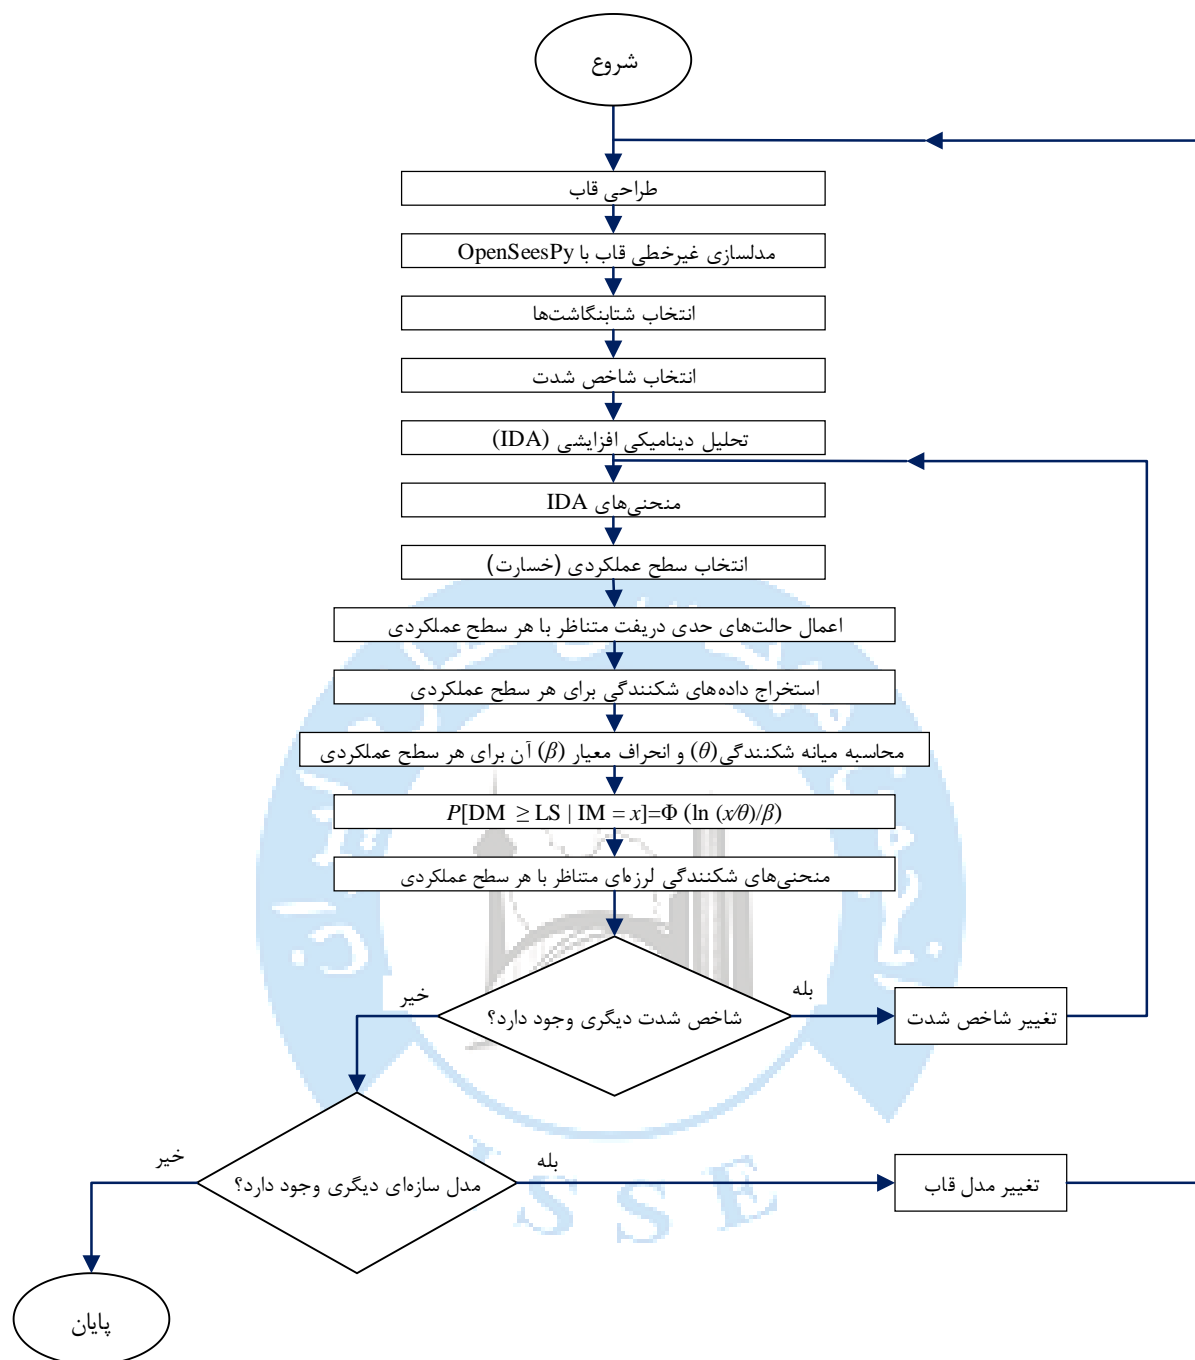 شروع
طراحی قاب
مدلسازی غیرخطی قاب با OpenSeesPy
انتخاب شتابنگاشت‌ها
انتخاب شاخص شدت
تحلیل دینامیکی افزایشی (IDA)
منحنی‌های IDA
انتخاب سطح عملکردی (خسارت)
اعمال حالت‌های حدی دریفت متناظر با هر سطح عملکردی
استخراج داده‌های شکنندگی برای هر سطح عملکردی
محاسبه میانه شکنندگی(θ) و انحراف معیار (β) آن برای هر سطح عملکردی
P[DM ≥ LS | IM = x]=Φ (ln (x/θ)/β)
منحنی‌های شکنندگی لرزه‌ای متناظر با هر سطح عملکردی
بله
خیر
شاخص شدت دیگری وجود دارد؟
تغییر شاخص شدت
بله
خیر
مدل سازه‌ای دیگری وجود دارد؟
تغییر مدل قاب
پایان
ISSE